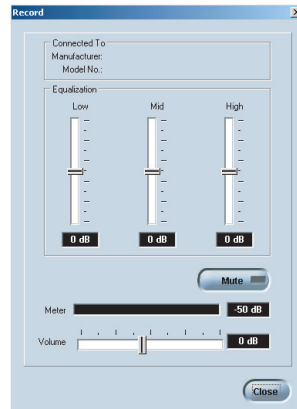 Record
Connected To
Manufacturer:
Model No.:
Equalization
Low Mid High
0 dB 0 dB 0 dB
Mute
Meter -50 dB
Volume 0 dB
Close